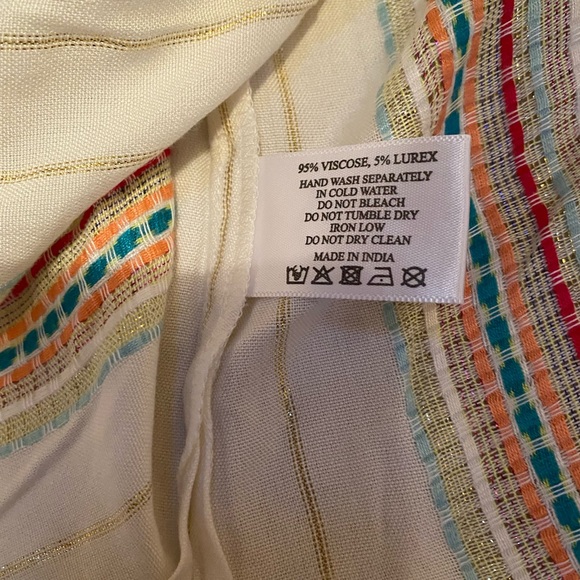 95% VISCOSE, 5% LUREX
HAND WASH SEPARATELY
IN COLD WATER
DO NOT BLEACH
DO NOT TUMBLE DRY
IRON LOW
DO NOT DRY CLEAN
MADE IN INDIA